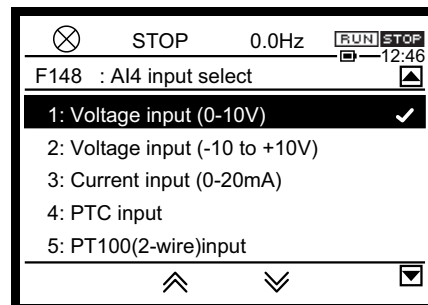 STOP 0.0Hz RUN STOP
12:46
F148 : AI4 input select
1: Voltage input (0-10V)
2: Voltage input (-10 to +10V)
3: Current input (0-20mA)
4: PTC input
5: PT100(2-wire)input